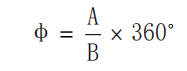 ϕ = A/B × 360°